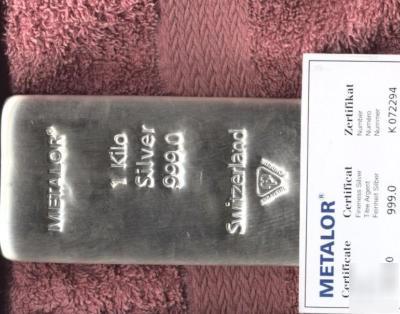 METALOR®
1 Kilo
Silver
999.0
Switzerland
METALOR®
Certificate Certificat Zertifikat
Fineness Silver Number
Titre Argent Numéro
Feinheit Silber Nummer
0 999.0 K 072294